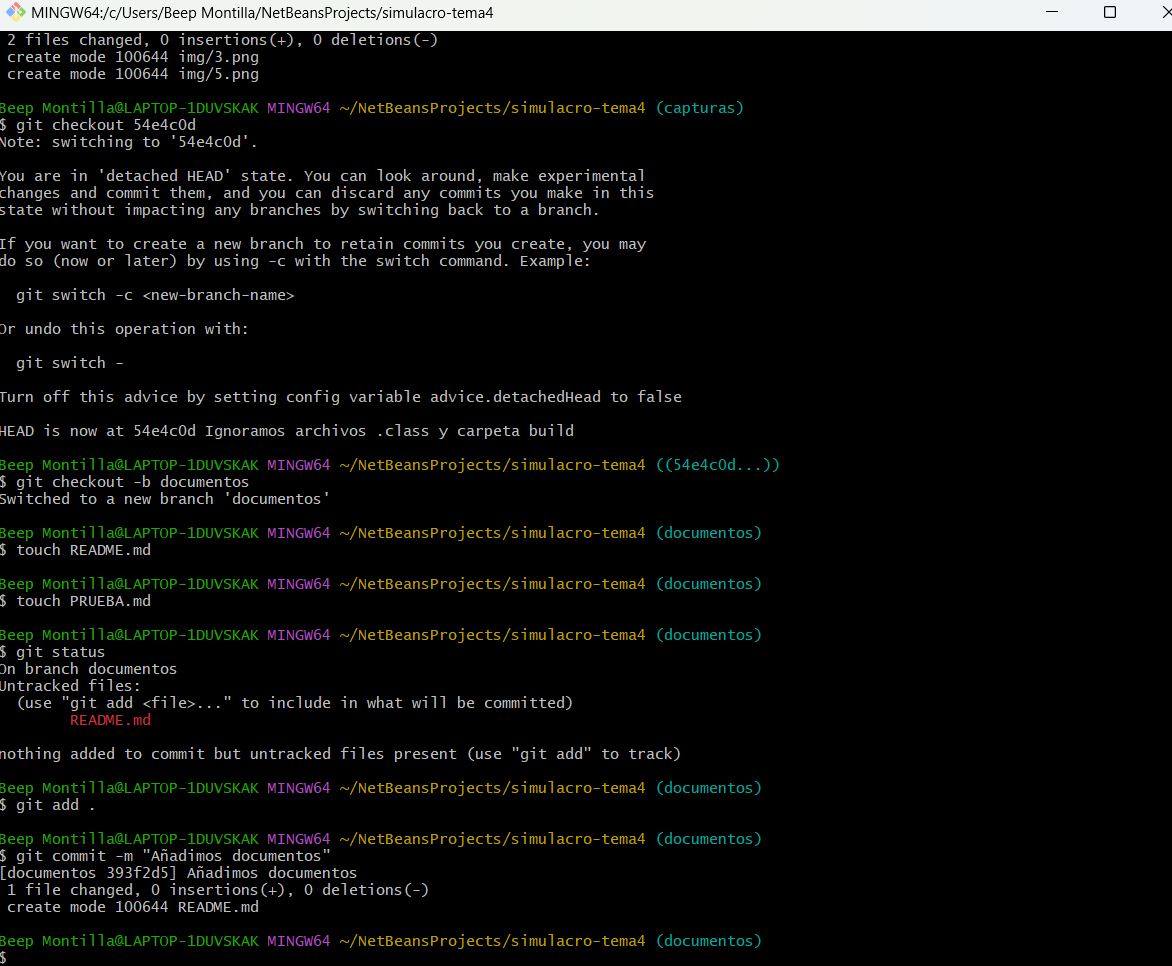 MINGW64:/c/Users/Beep Montilla/NetBeansProjects/simulacro-tema4
2 files changed, 0 insertions(+), 0 deletions(-)
create mode 100644 img/3.png
create mode 100644 img/5.png
Beep Montilla@LAPTOP-1DUVSKAK MINGW64 ~/NetBeansProjects/simulacro-tema4 (capturas)
$ git checkout 54e4c0d
Note: switching to '54e4c0d'.
You are in 'detached HEAD' state. You can look around, make experimental
changes and commit them, and you can discard any commits you make in this
state without impacting any branches by switching back to a branch.
If you want to create a new branch to retain commits you create, you may
do so (now or later) by using -c with the switch command. Example:
git switch -c <new-branch-name>
Or undo this operation with:
git switch -
Turn off this advice by setting config variable advice.detachedHead to false
HEAD is now at 54e4c0d Ignoramos archivos .class y carpeta build
Beep Montilla@LAPTOP-1DUVSKAK MINGW64 ~/NetBeansProjects/simulacro-tema4 ((54e4c0d...))
$ git checkout -b documentos
Switched to a new branch 'documentos'
Beep Montilla@LAPTOP-1DUVSKAK MINGW64 ~/NetBeansProjects/simulacro-tema4 (documentos)
$ touch README.md
Beep Montilla@LAPTOP-1DUVSKAK MINGW64 ~/NetBeansProjects/simulacro-tema4 (documentos)
$ touch PRUEBA.md
Beep Montilla@LAPTOP-1DUVSKAK MINGW64 ~/NetBeansProjects/simulacro-tema4 (documentos)
$ git status
On branch documentos
Untracked files:
(use "git add <file>..." to include in what will be committed)
README.md
nothing added to commit but untracked files present (use "git add" to track)
Beep Montilla@LAPTOP-1DUVSKAK MINGW64 ~/NetBeansProjects/simulacro-tema4 (documentos)
$ git add .
Beep Montilla@LAPTOP-1DUVSKAK MINGW64 ~/NetBeansProjects/simulacro-tema4 (documentos)
$ git commit -m "Añadimos documentos"
[documentos 393f2d5] Añadimos documentos
1 file changed, 0 insertions(+), 0 deletions(-)
create mode 100644 README.md
Beep Montilla@LAPTOP-1DUVSKAK MINGW64 ~/NetBeansProjects/simulacro-tema4 (documentos)
$